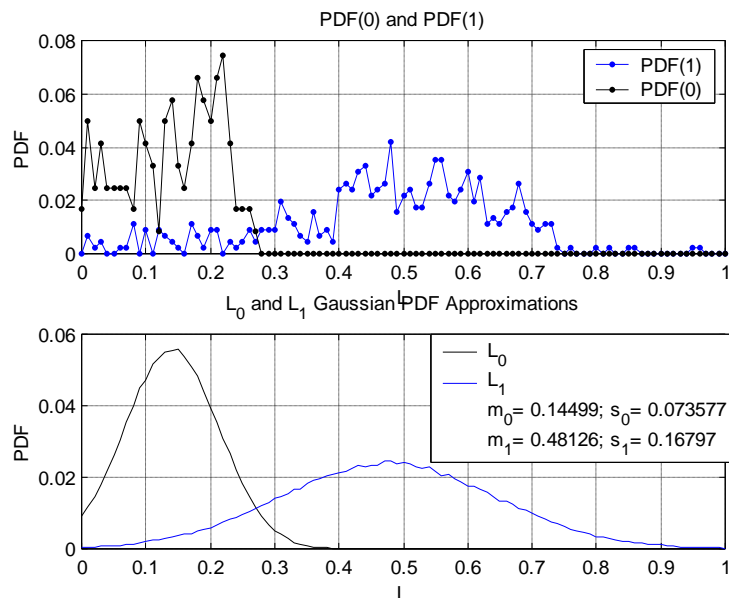 PDF(0) and PDF(1)
0.08
0.06
0.04
0.02
0
PDF
PDF(1)
PDF(0)
0 0.1 0.2 0.3 0.4 0.5 0.6 0.7 0.8 0.9 1
L
L0 and L1 Gaussian PDF Approximations
0.06
0.04
0.02
0
PDF
L0
L1
m0= 0.14499; s0= 0.073577
m1= 0.48126; s1= 0.16797
0 0.1 0.2 0.3 0.4 0.5 0.6 0.7 0.8 0.9 1
L